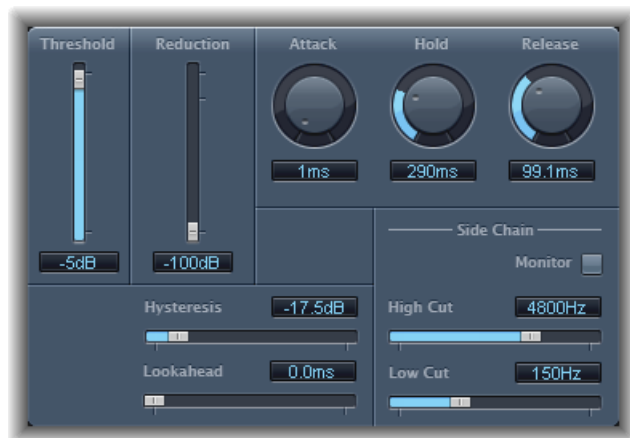 Threshold Reduction Attack Hold Release
1ms 290ms 99.1ms
-5dB -100dB
Side Chain
Monitor
Hysteresis -17.5dB High Cut 4800Hz
Lookahead 0.0ms Low Cut 150Hz